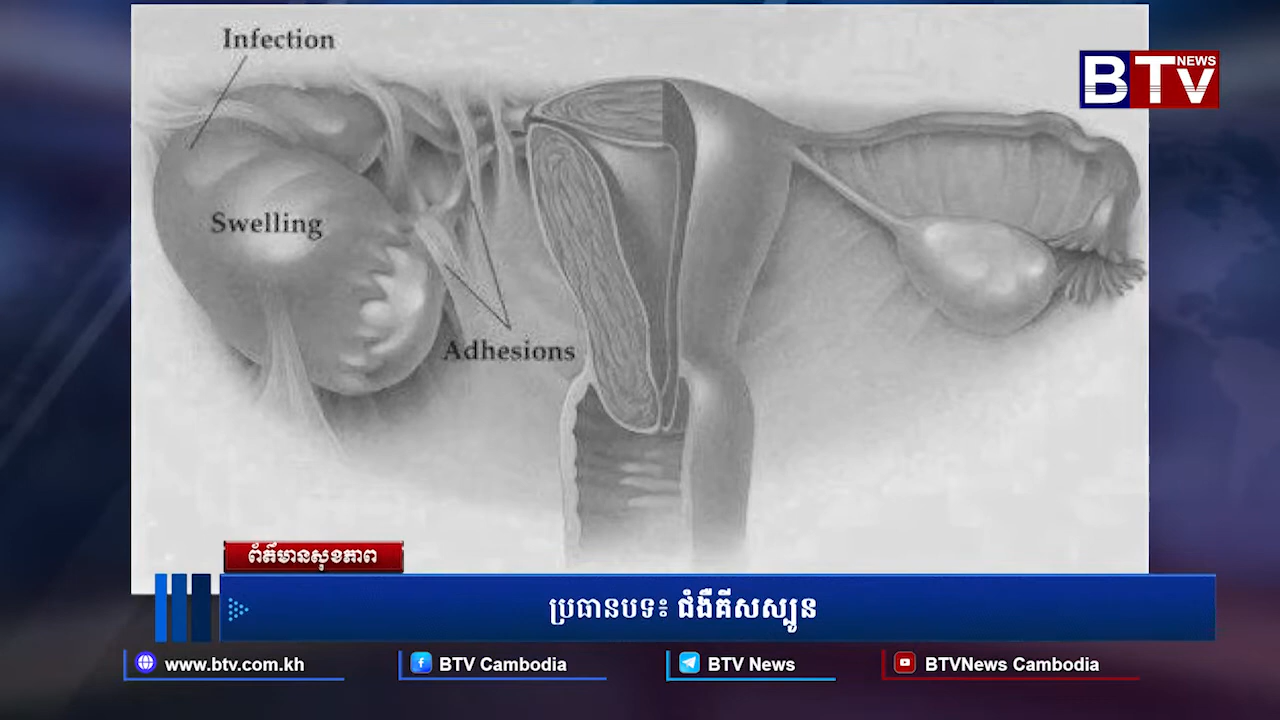 Infection
BTV NEWS
Swelling
Adhesions
ព័ត៌មានសុខភាព
ប្រធានបទ៖ ជំងឺគីសស្បូន
www.btv.com.kh
BTV Cambodia
BTV News
BTVNews Cambodia